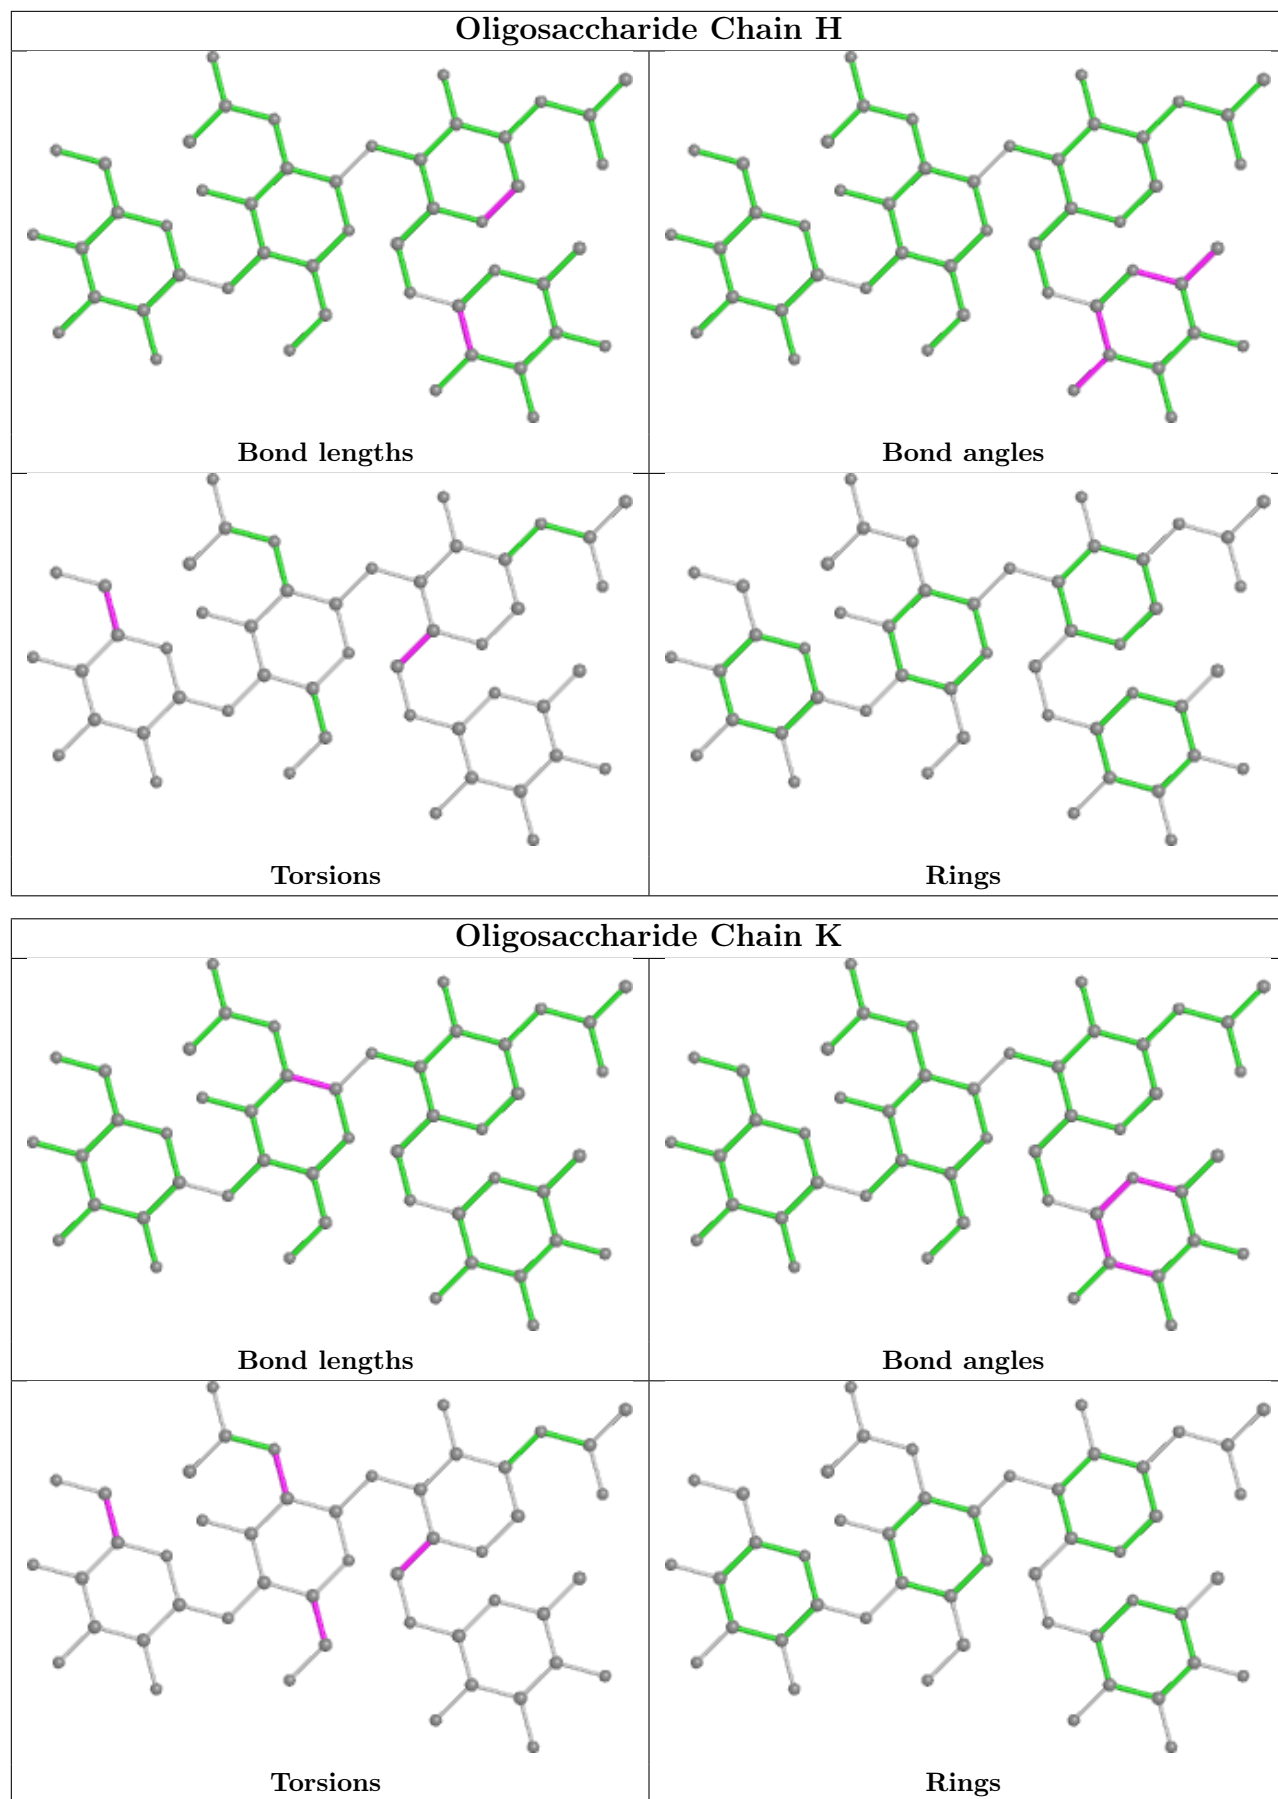 Oligosaccharide Chain H
Bond lengths
Bond angles
Torsions
Rings
Oligosaccharide Chain K
Bond lengths
Bond angles
Torsions
Rings